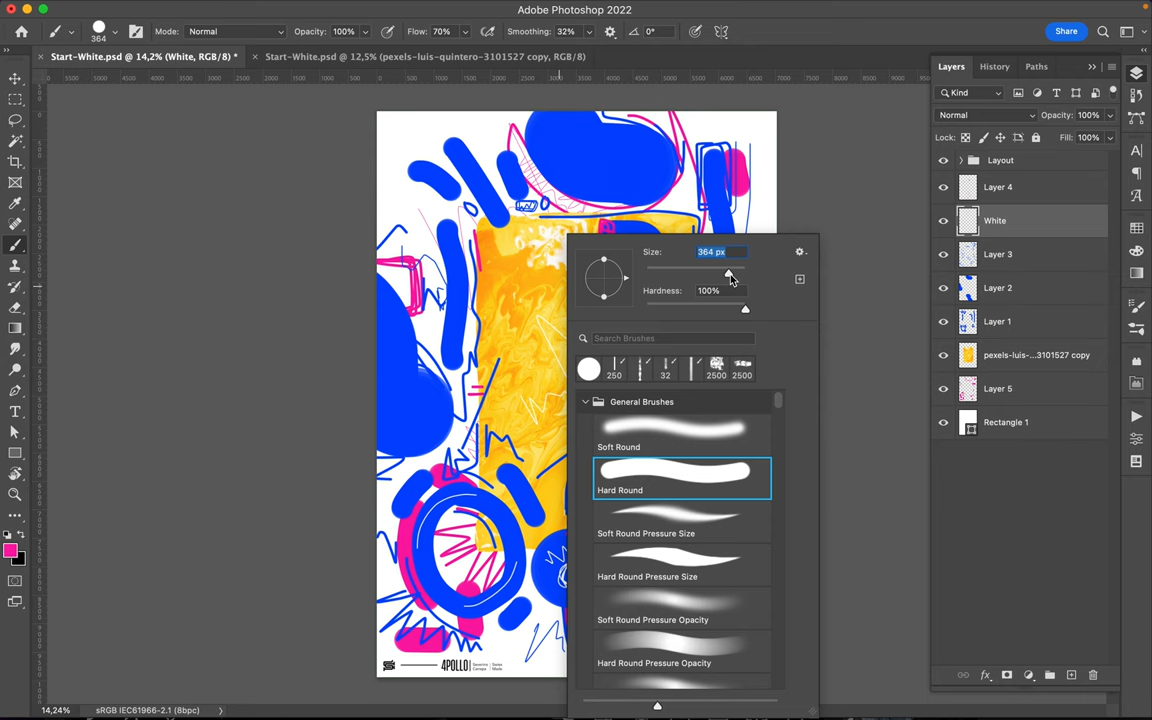 Adobe Photoshop 2022
364 Mode: Normal Opacity: 100% Flow: 70% Smoothing: 32% 0° Share
Start-White.psd @ 14,2% (White, RGB/8) * Start-White.psd @ 12,5% (pexels-luis-quintero-3101527 copy, RGB/8)
Layers History Paths
Kind
Normal Opacity: 100%
Lock: Fill: 100%
Layout
Layer 4
White
Layer 3
Layer 2
Layer 1
pexels-luis-...3101527 copy
Layer 5
Rectangle 1
Size: 364 px
Hardness: 100%
Search Brushes
250 32 2500 2500
General Brushes
Soft Round
Hard Round
Soft Round Pressure Size
Hard Round Pressure Size
Soft Round Pressure Opacity
Hard Round Pressure Opacity
4POLLO
fx
14,24% sRGB IEC61966-2.1 (8bpc)